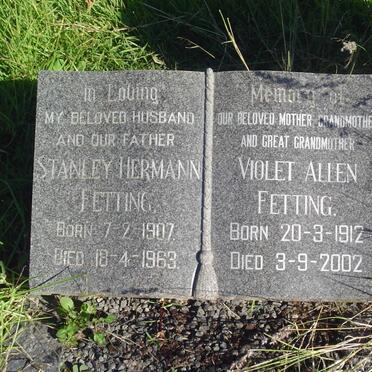 In Loving
MY BELOVED HUSBAND
AND OUR FATHER
STANLEY HERMANN
FETTING.
BORN 7-2-1907.
DIED 18-4-1963.
Memory of
OUR BELOVED MOTHER, GRANDMOTHER
AND GREAT GRANDMOTHER
VIOLET ALLEN
FETTING.
BORN 20-3-1912
DIED 3-9-2002